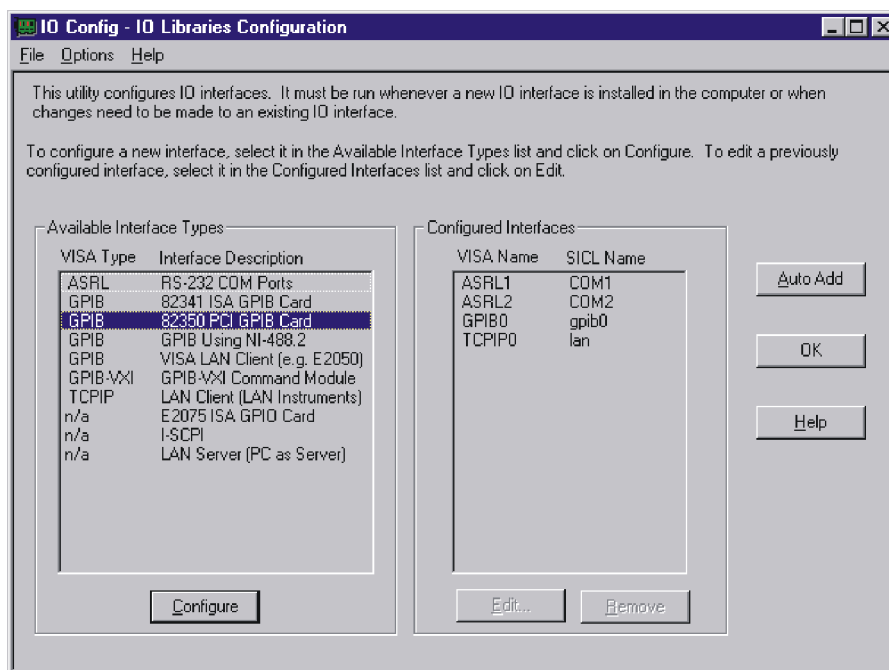 IO Config - IO Libraries Configuration
File Options Help
This utility configures IO interfaces. It must be run whenever a new IO interface is installed in the computer or when
changes need to be made to an existing IO interface.
To configure a new interface, select it in the Available Interface Types list and click on Configure. To edit a previously
configured interface, select it in the Configured Interfaces list and click on Edit.
Available Interface Types
VISA Type Interface Description
ASRL RS-232 COM Ports
GPIB 82341 ISA GPIB Card
GPIB 82350 PCI GPIB Card
GPIB GPIB Using NI-488.2
GPIB VISA LAN Client (e.g. E2050)
GPIB-VXI GPIB-VXI Command Module
TCPIP LAN Client (LAN Instruments)
n/a E2075 ISA GPIO Card
n/a I-SCPI
n/a LAN Server (PC as Server)
Configure
Configured Interfaces
VISA Name SICL Name
ASRL1 COM1
ASRL2 COM2
GPIB0 gpib0
TCPIP0 lan
Edit... Remove
Auto Add
OK
Help